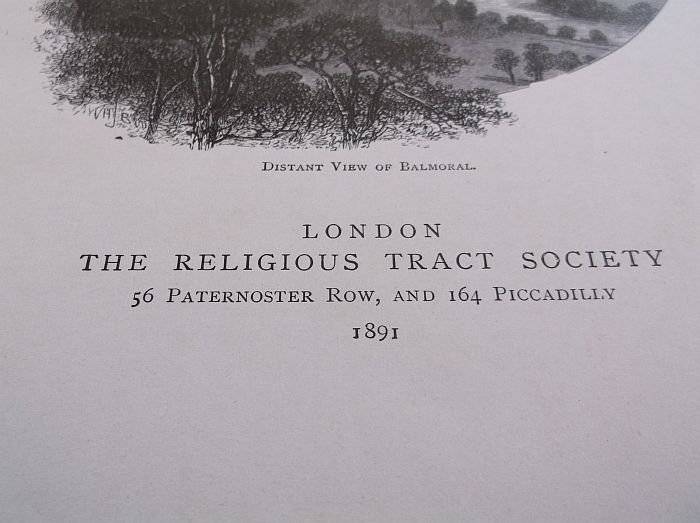 Distant View of Balmoral.
LONDON
THE RELIGIOUS TRACT SOCIETY
56 Paternoster Row, and 164 Piccadilly
1891